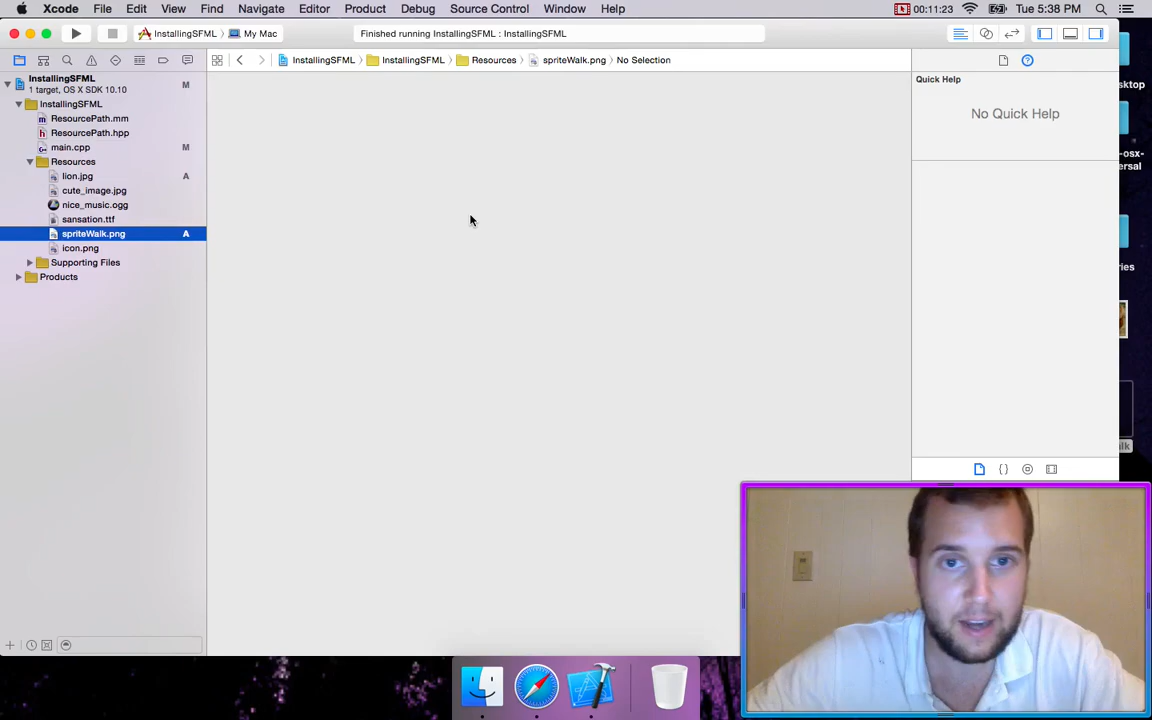 Xcode File Edit View Find Navigate Editor Product Debug Source Control Window Help 00:11:23 Tue 5:38 PM
InstallingSFML My Mac Finished running InstallingSFML : InstallingSFML
InstallingSFML InstallingSFML Resources spriteWalk.png No Selection
InstallingSFML M
1 target, OS X SDK 10.10
InstallingSFML
ResourcePath.mm
ResourcePath.hpp
main.cpp M
Resources
lion.jpg A
cute_image.jpg
nice_music.ogg
sansation.ttf
spriteWalk.png A
icon.png
Supporting Files
Products
Quick Help
No Quick Help
sktop
-osx-
ersal
ries
lk